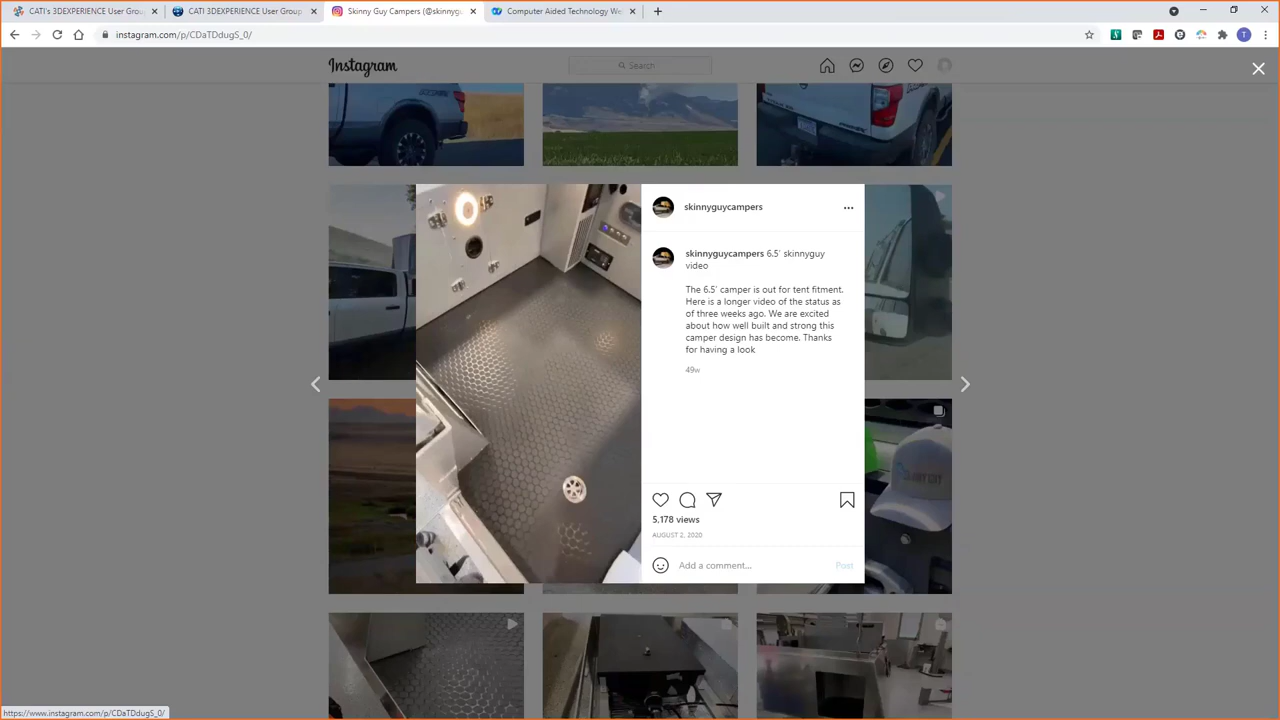 CATI's 3DEXPERIENCE User Grou
CATI 3DEXPERIENCE User Group
Skinny Guy Campers (@skinnygu
Computer Aided Technology We
instagram.com/p/CDaTDdugS_0/
T
Instagram
Search
skinnyguycampers
skinnyguycampers 6.5' skinnyguy
video
The 6.5' camper is out for tent fitment.
Here is a longer video of the status as
of three weeks ago. We are excited
about how well built and strong this
camper design has become. Thanks
for having a look
49w
5,178 views
AUGUST 2, 2020
Add a comment...
Post
SKINNY GUY
https://www.instagram.com/p/CDaTDdugS_0/